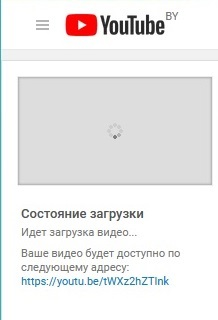 YouTube BY
Состояние загрузки
Идет загрузка видео...
Ваше видео будет доступно по
следующему адресу:
https://youtu.be/tWXz2hZTInk